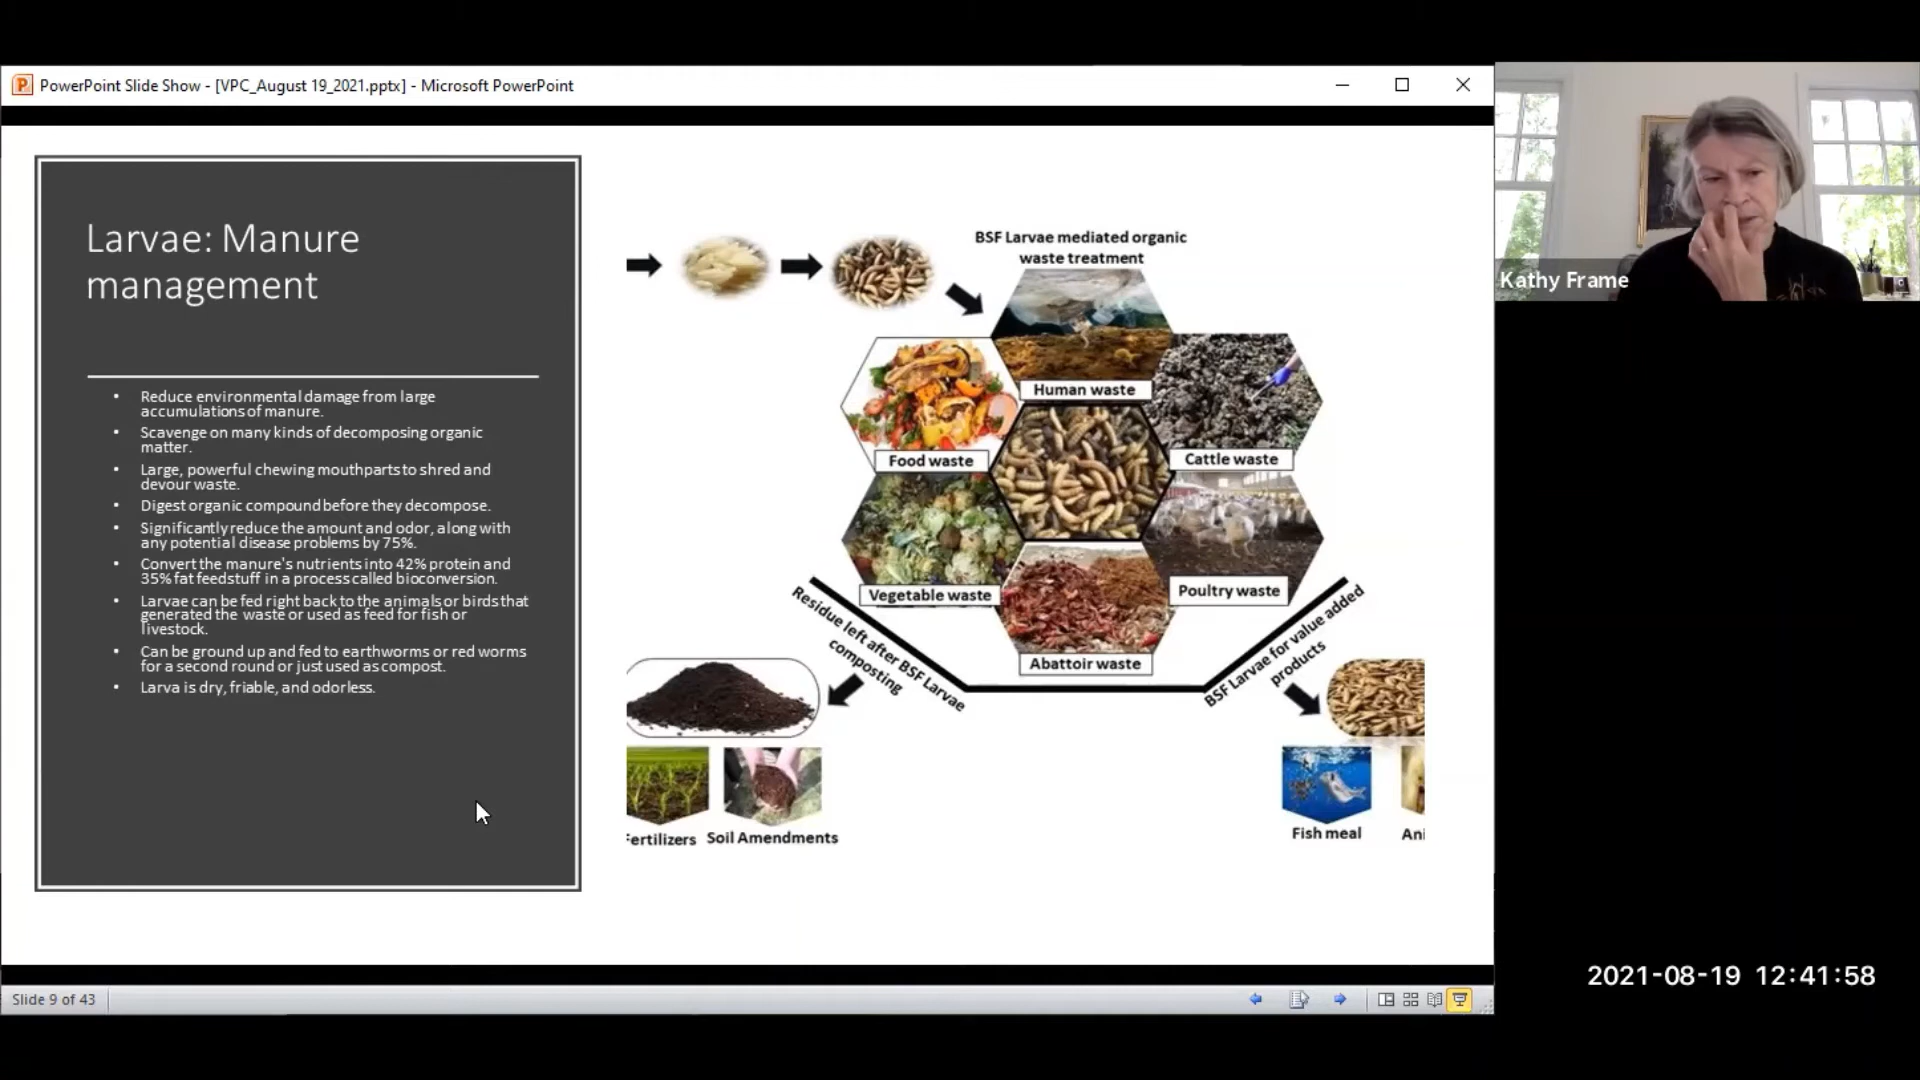 PowerPoint Slide Show - [VPC_August 19_2021.pptx] - Microsoft PowerPoint
Larvae: Manure
management
• Reduce environmental damage from large
accumulations of manure.
• Scavenge on many kinds of decomposing organic
matter.
• Large, powerful chewing mouthparts to shred and
devour waste.
• Digest organic compound before they decompose.
• Significantly reduce the amount and odor, along with
any potential disease problems by 75%.
• Convert the manure's nutrients into 42% protein and
35% fat feedstuff in a process called bioconversion.
• Larvae can be fed right back to the animals or birds that
generated the waste or used as feed for fish or
livestock.
• Can be ground up and fed to earthworms or red worms
for a second round or just used as compost.
• Larva is dry, friable, and odorless.
BSF Larvae mediated organic
waste treatment
Human waste
Food waste
Cattle waste
Vegetable waste
Poultry waste
Abattoir waste
Residue left after BSF Larvae
composting
BSF Larvae for value added
products
Fertilizers
Soil Amendments
Fish meal
Ani
Kathy Frame
2021-08-19 12:41:58
Slide 9 of 43